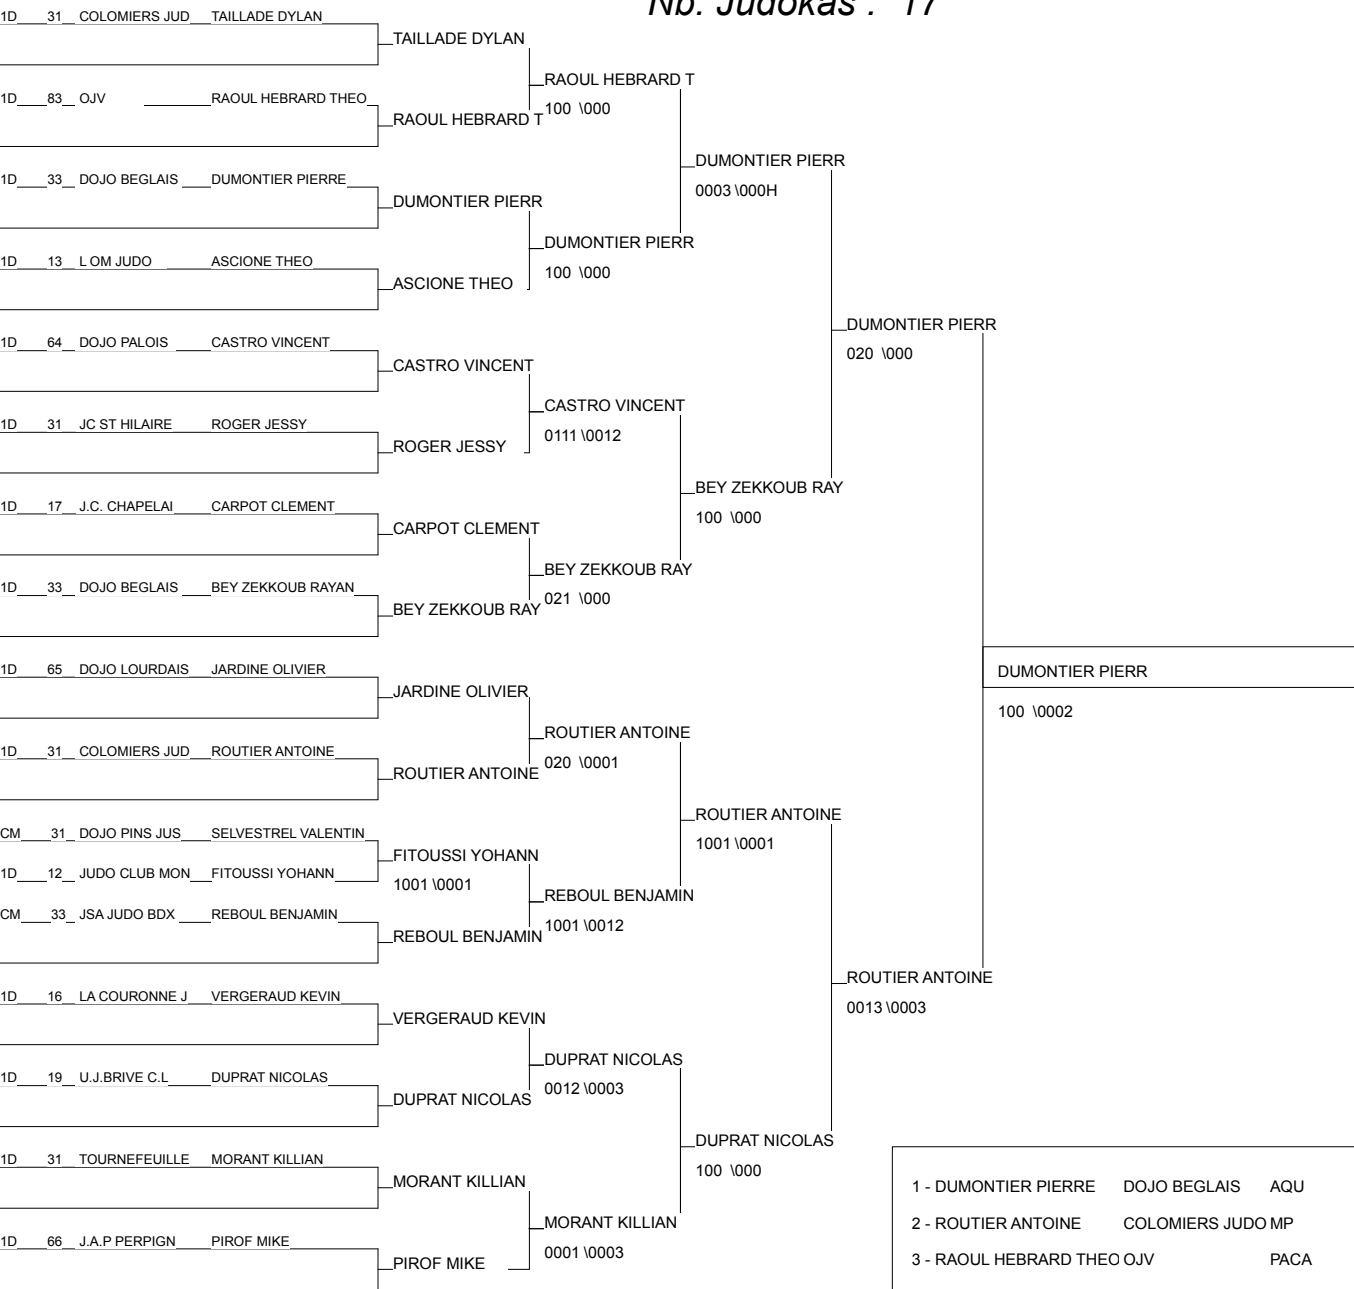 Nb. Judokas : 17
1D 31 COLOMIERS JUD TAILLADE DYLAN
TAILLADE DYLAN
RAOUL HEBRARD T
100 \000
1D 83 OJV RAOUL HEBRARD THEO
RAOUL HEBRARD T
DUMONTIER PIERR
0003 \000H
1D 33 DOJO BEGLAIS DUMONTIER PIERRE
DUMONTIER PIERR
DUMONTIER PIERR
100 \000
1D 13 L OM JUDO ASCIONE THEO
ASCIONE THEO
DUMONTIER PIERR
020 \000
1D 64 DOJO PALOIS CASTRO VINCENT
CASTRO VINCENT
CASTRO VINCENT
0111 \0012
1D 31 JC ST HILAIRE ROGER JESSY
ROGER JESSY
BEY ZEKKOUB RAY
100 \000
1D 17 J.C. CHAPELAI CARPOT CLEMENT
CARPOT CLEMENT
BEY ZEKKOUB RAY
021 \000
1D 33 DOJO BEGLAIS BEY ZEKKOUB RAYAN
BEY ZEKKOUB RAY
DUMONTIER PIERR
100 \0002
1D 65 DOJO LOURDAIS JARDINE OLIVIER
JARDINE OLIVIER
ROUTIER ANTOINE
020 \0001
1D 31 COLOMIERS JUD ROUTIER ANTOINE
ROUTIER ANTOINE
ROUTIER ANTOINE
1001 \0001
CM 31 DOJO PINS JUS SELVESTREL VALENTIN
FITOUSSI YOHANN
1001 \0001
1D 12 JUDO CLUB MON FITOUSSI YOHANN
REBOUL BENJAMIN
1001 \0012
CM 33 JSA JUDO BDX REBOUL BENJAMIN
REBOUL BENJAMIN
ROUTIER ANTOINE
0013 \0003
1D 16 LA COURONNE J VERGERAUD KEVIN
VERGERAUD KEVIN
DUPRAT NICOLAS
0012 \0003
1D 19 U.J.BRIVE C.L DUPRAT NICOLAS
DUPRAT NICOLAS
DUPRAT NICOLAS
100 \000
1D 31 TOURNEFEUILLE MORANT KILLIAN
MORANT KILLIAN
MORANT KILLIAN
0001 \0003
1D 66 J.A.P PERPIGN PIROF MIKE
PIROF MIKE
1 - DUMONTIER PIERRE DOJO BEGLAIS AQU
2 - ROUTIER ANTOINE COLOMIERS JUDO MP
3 - RAOUL HEBRARD THEO OJV PACA